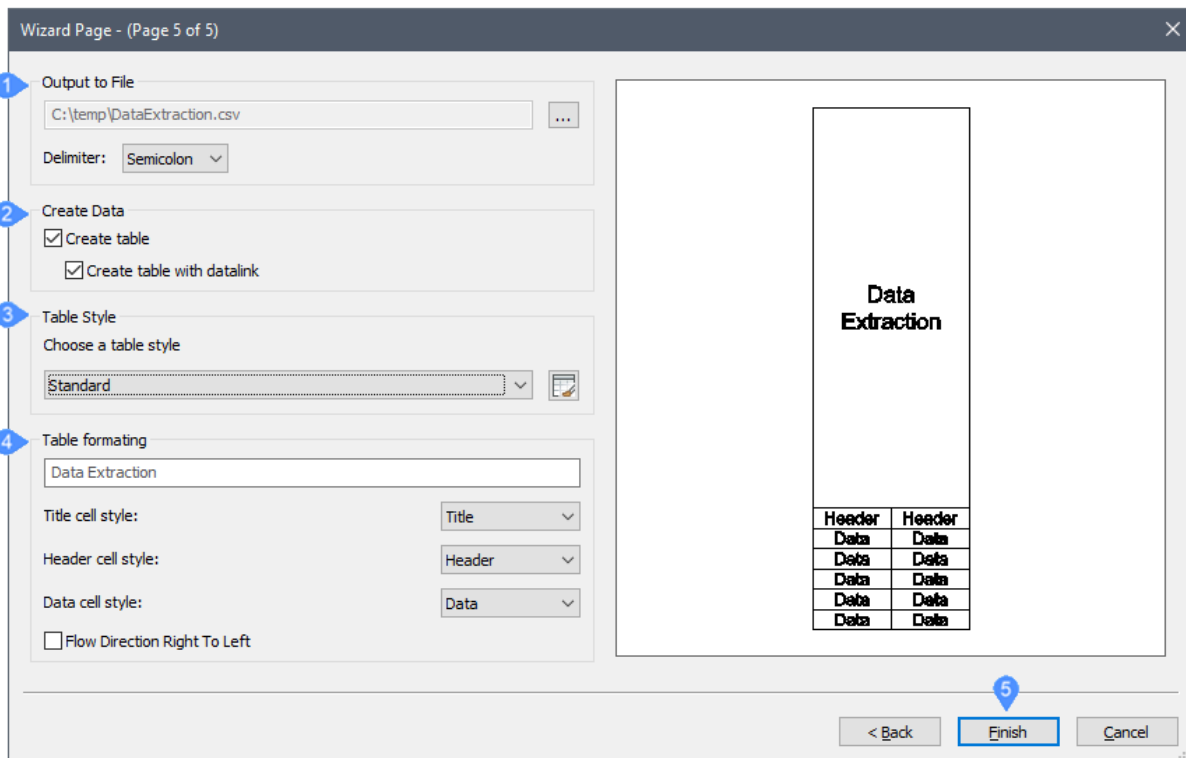 Wizard Page - (Page 5 of 5)
1
Output to File
C:\temp\DataExtraction.csv
...
Delimiter: Semicolon
2
Create Data
Create table
Create table with datalink
3
Table Style
Choose a table style
Standard
4
Table formating
Data Extraction
Title cell style: Title
Header cell style: Header
Data cell style: Data
Flow Direction Right To Left
Data
Extraction
Header Header
Data Data
Data Data
Data Data
Data Data
Data Data
5
< Back Finish Cancel